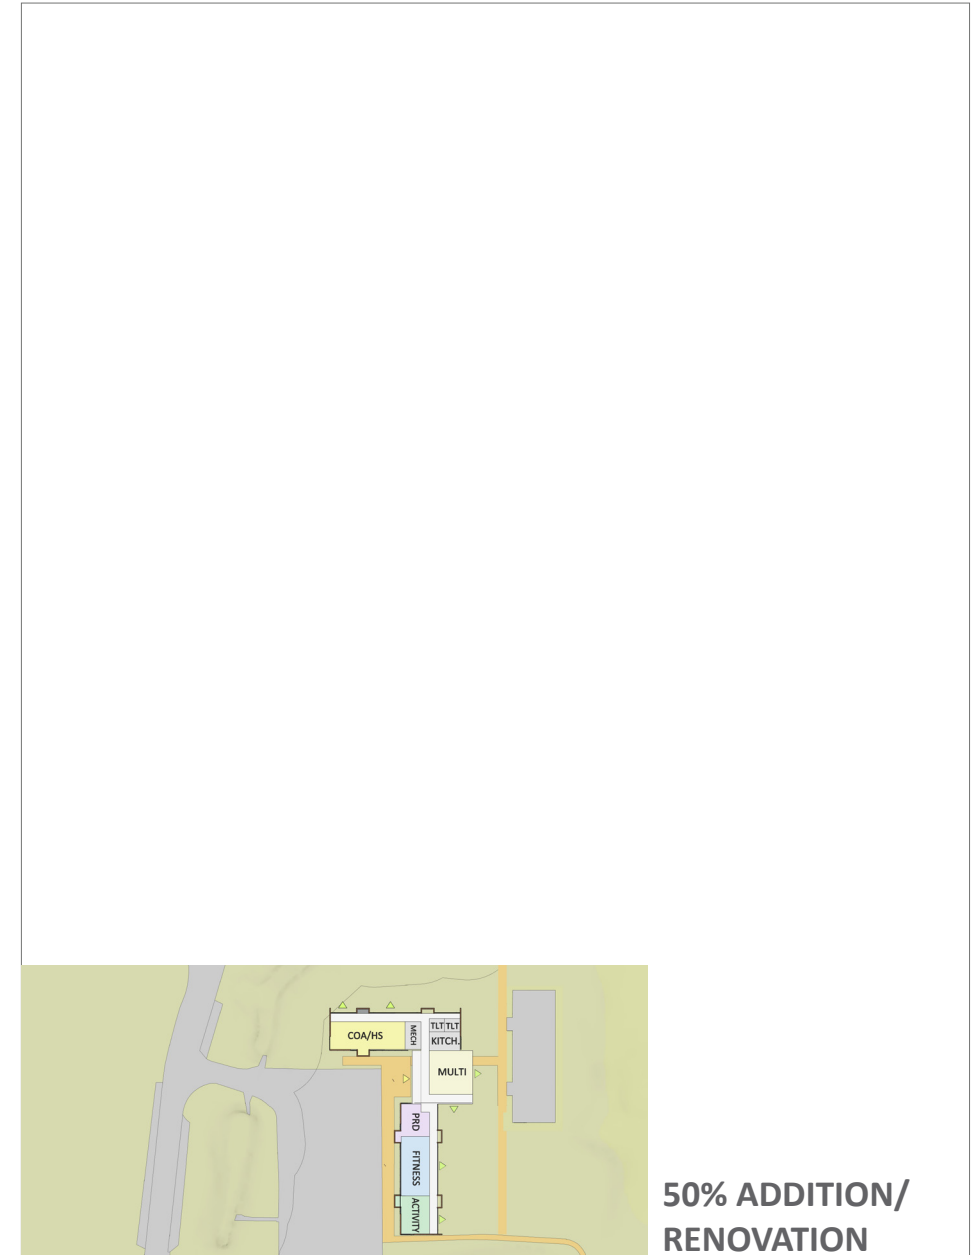 TLT TLT
COA/HS
MECH
KITCH.
MULTI
PRD
FITNESS
ACTIVITY
50% ADDITION/
RENOVATION